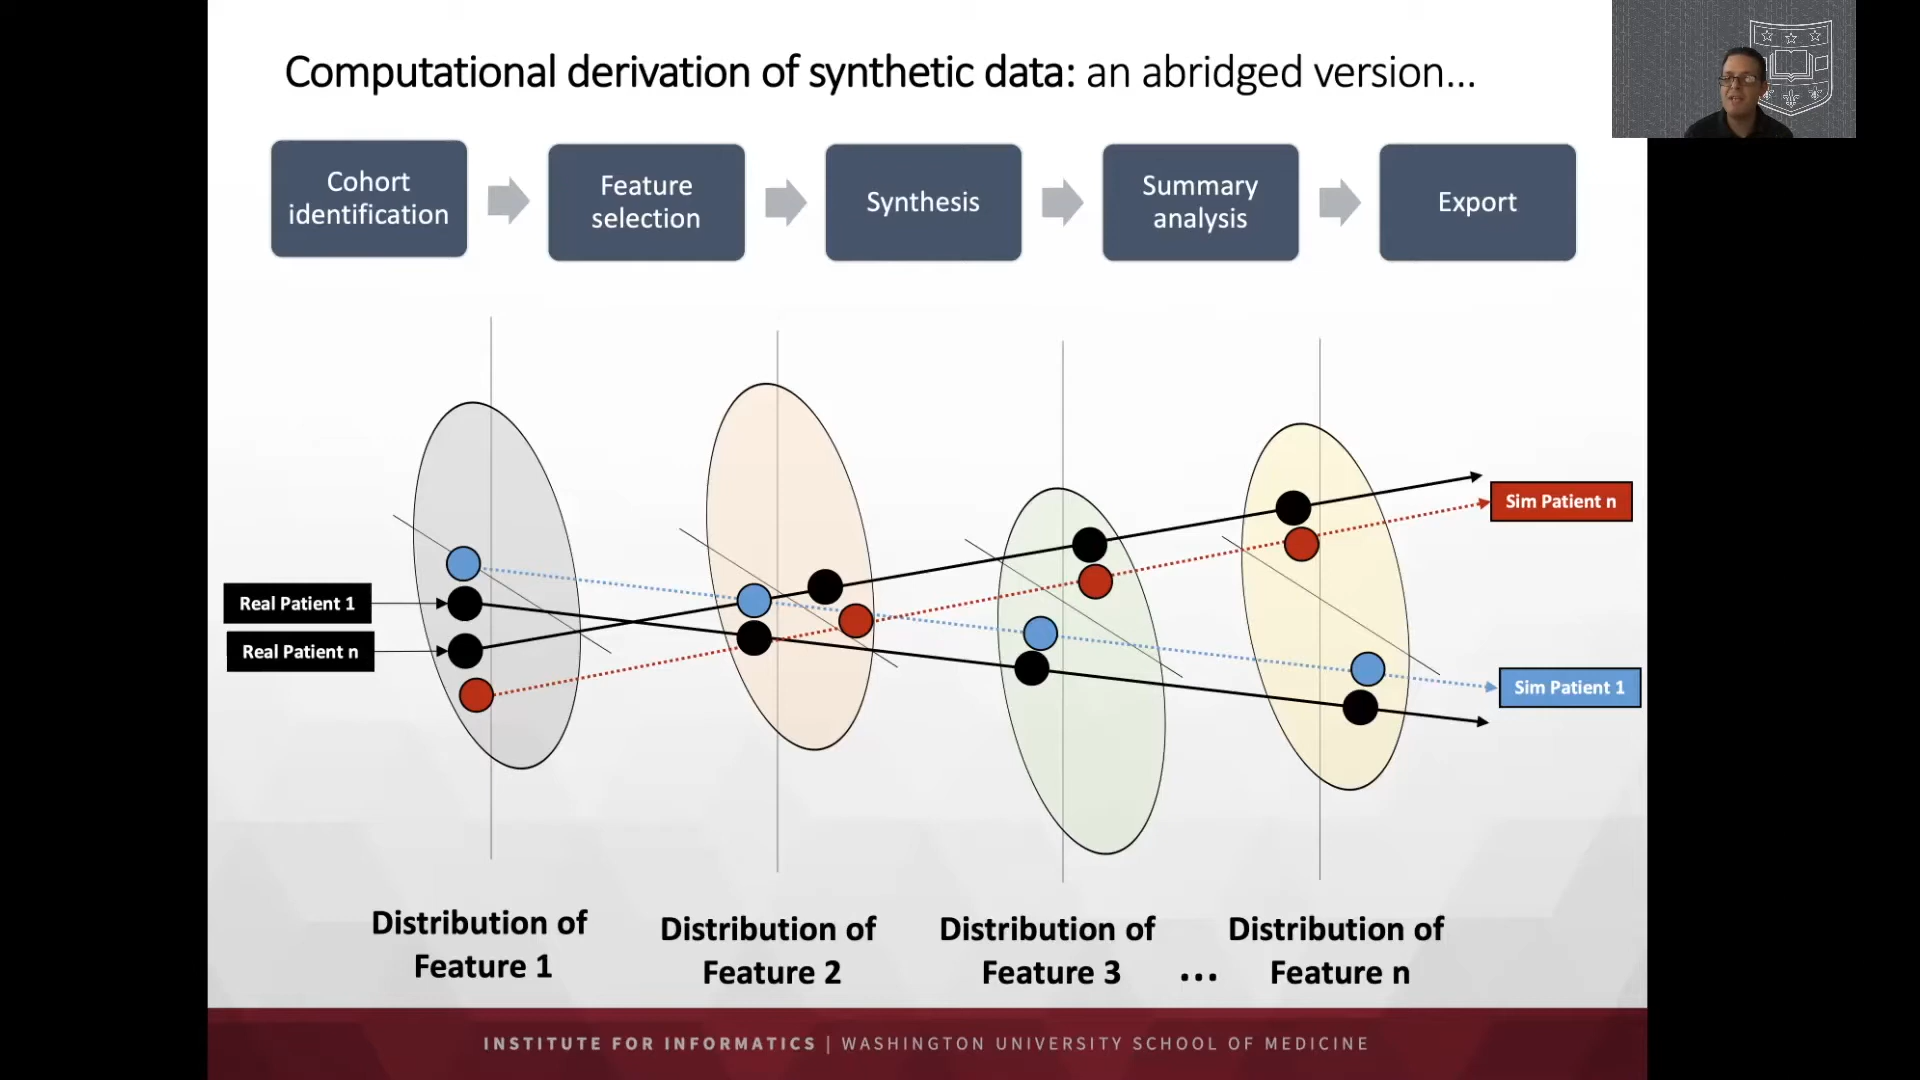 Computational derivation of synthetic data: an abridged version...
Cohort
identification
Feature
selection
Synthesis
Summary
analysis
Export
Real Patient 1
Real Patient n
Sim Patient n
Sim Patient 1
Distribution of
Feature 1
Distribution of
Feature 2
Distribution of
Feature 3
...
Distribution of
Feature n
INSTITUTE FOR INFORMATICS | WASHINGTON UNIVERSITY SCHOOL OF MEDICINE